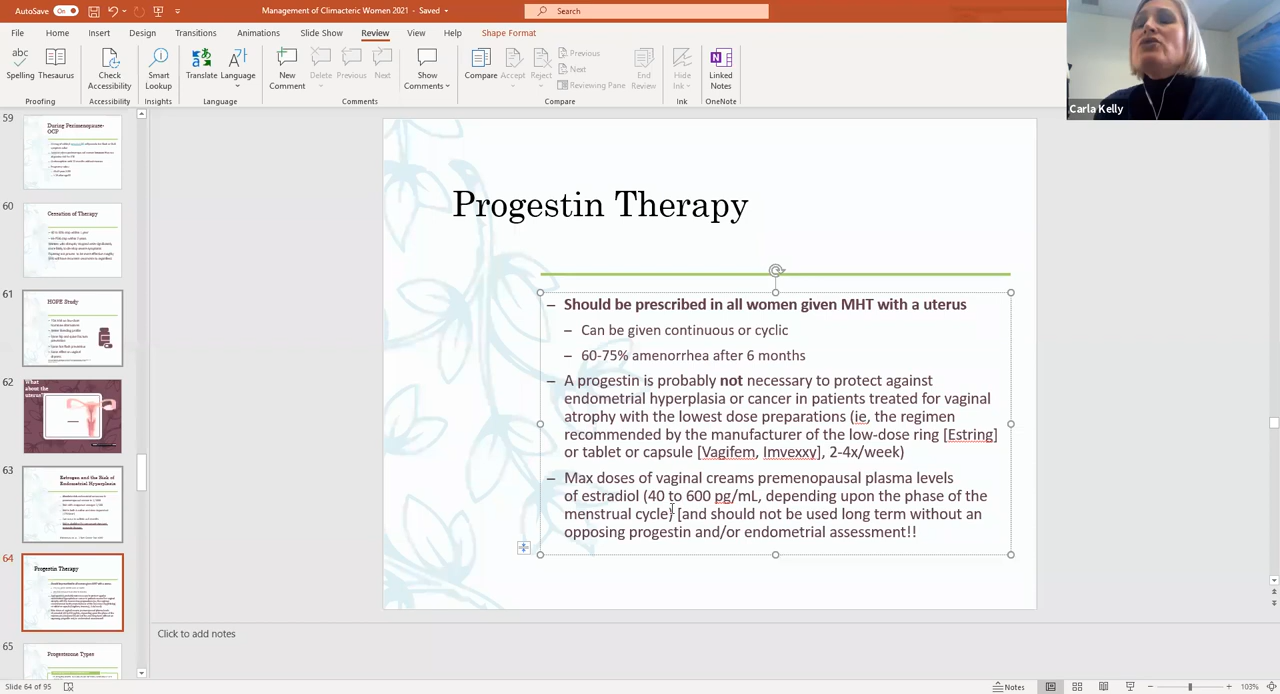 AutoSave On
Management of Climacteric Women 2021 - Saved
Search
File Home Insert Design Transitions Animations Slide Show Review View Help Shape Format
abc
Spelling Thesaurus
Check Accessibility
Smart Lookup
Translate Language
New Comment
Delete Previous Next
Show Comments
Compare Accept Reject
Previous
Next
Reviewing Pane
End Review
Hide Ink
Linked Notes
Proofing Accessibility Insights Language Comments Compare Ink OneNote
Carla Kelly
59
During Perimenopause-
OCP
60
Cessation of Therapy
61
HOPE Study
62
What
about the
uterus?
63
Estrogen and the Risk of
Endometrial Hyperplasia
64
Progestin Therapy
65
Progesterone Types
Progestin Therapy
– Should be prescribed in all women given MHT with a uterus
– Can be given continuous or cyclic
– 60-75% amenorrhea after 6 months
– A progestin is probably not necessary to protect against
endometrial hyperplasia or cancer in patients treated for vaginal
atrophy with the lowest dose preparations (ie, the regimen
recommended by the manufacturer of the low-dose ring [Estring]
or tablet or capsule [Vagifem, Imvexxy], 2-4x/week)
– Max doses of vaginal creams premenopausal plasma levels
of estradiol (40 to 600 pg/mL, depending upon the phase of the
menstrual cycle) [and should not be used long term without an
opposing progestin and/or endometrial assessment!!
Click to add notes
Slide 64 of 95
Notes
103%